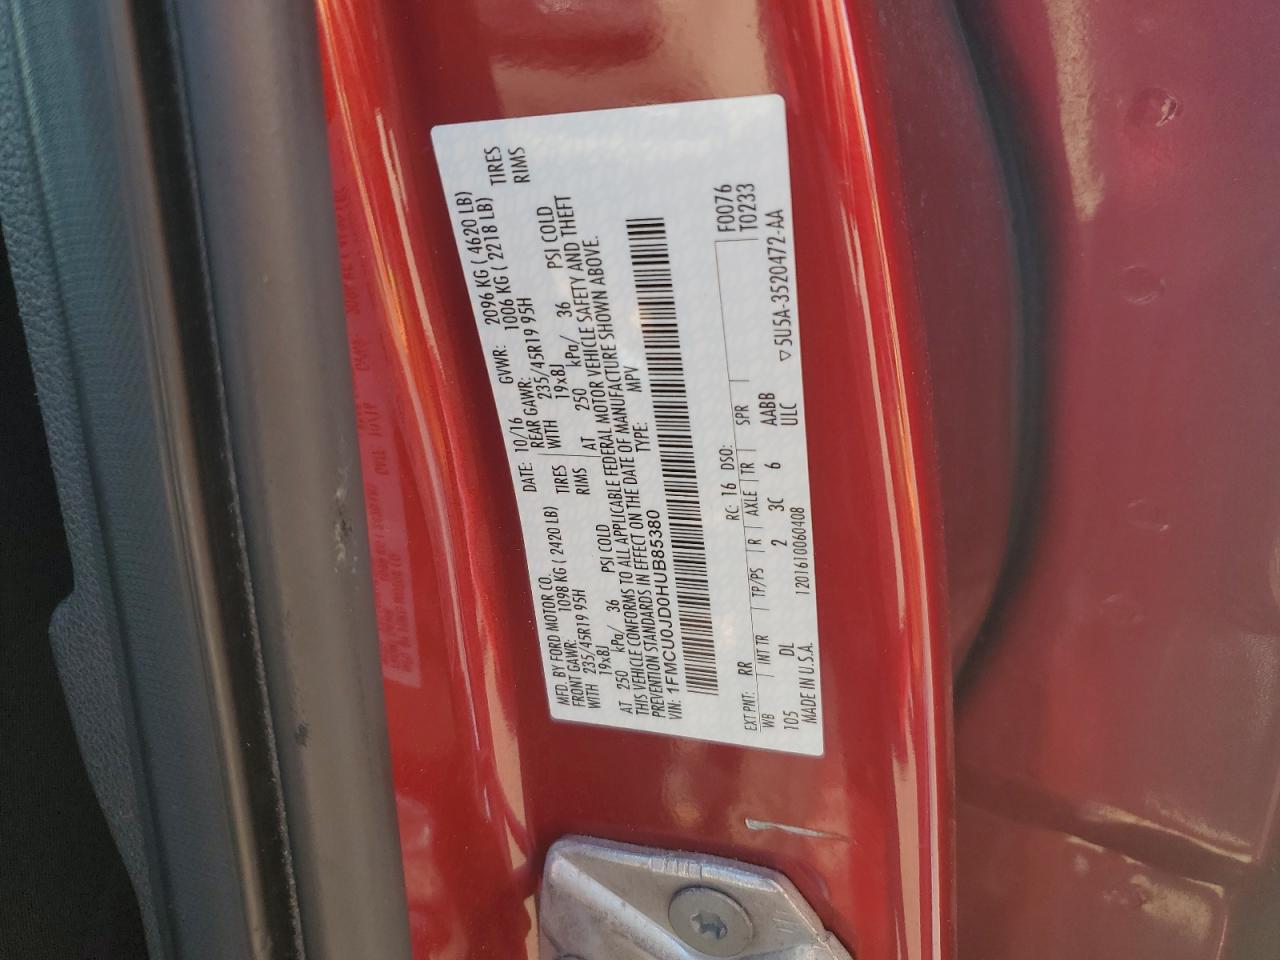 MFD. BY FORD MOTOR CO. DATE: 10/16 GVWR: 2096 KG ( 4620 LB)
FRONT GAWR: 1098 KG ( 2420 LB) REAR GAWR: 1006 KG ( 2218 LB)
WITH 235/45R19 95H TIRES WITH 235/45R19 95H TIRES
19x8J RIMS 19x8J RIMS
AT 250 kPa/ 36 PSI COLD AT 250 kPa/ 36 PSI COLD
THIS VEHICLE CONFORMS TO ALL APPLICABLE FEDERAL MOTOR VEHICLE SAFETY AND THEFT
PREVENTION STANDARDS IN EFFECT ON THE DATE OF MANUFACTURE SHOWN ABOVE.
VIN: 1FMCU0JD0HUB85380 TYPE: MPV
F0076
T0233
EXT PNT: RR RC: 16 DSO:
WB INT TR TP/PS R AXLE TR SPR
105 DL 2 3C 6 AABB
MADE IN U.S.A. 120161006040B ULC
▽5U5A-3520472-AA